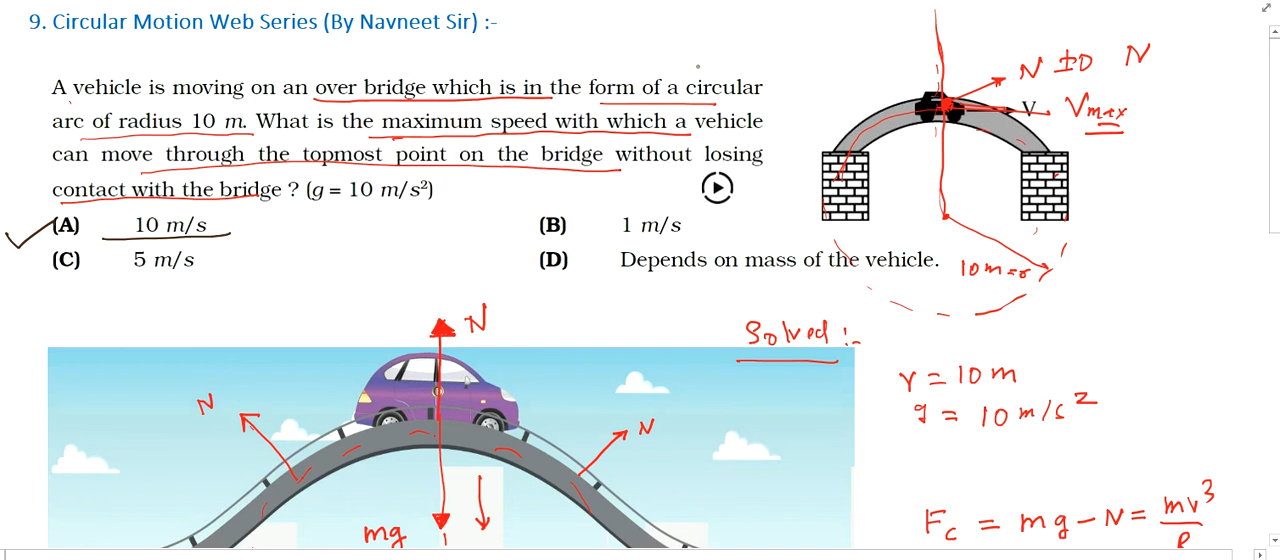 9. Circular Motion Web Series (By Navneet Sir) :-
A vehicle is moving on an over bridge which is in the form of a circular
arc of radius 10 m. What is the maximum speed with which a vehicle
can move through the topmost point on the bridge without losing
contact with the bridge ? (g = 10 m/s²)
(A) 10 m/s (B) 1 m/s
(C) 5 m/s (D) Depends on mass of the vehicle.
N ±0 N
V Vmax
10m=r
Solved :-
r = 10 m
g = 10 m/s²
N
N
N
mg
Fc = mg - N = mv³
R